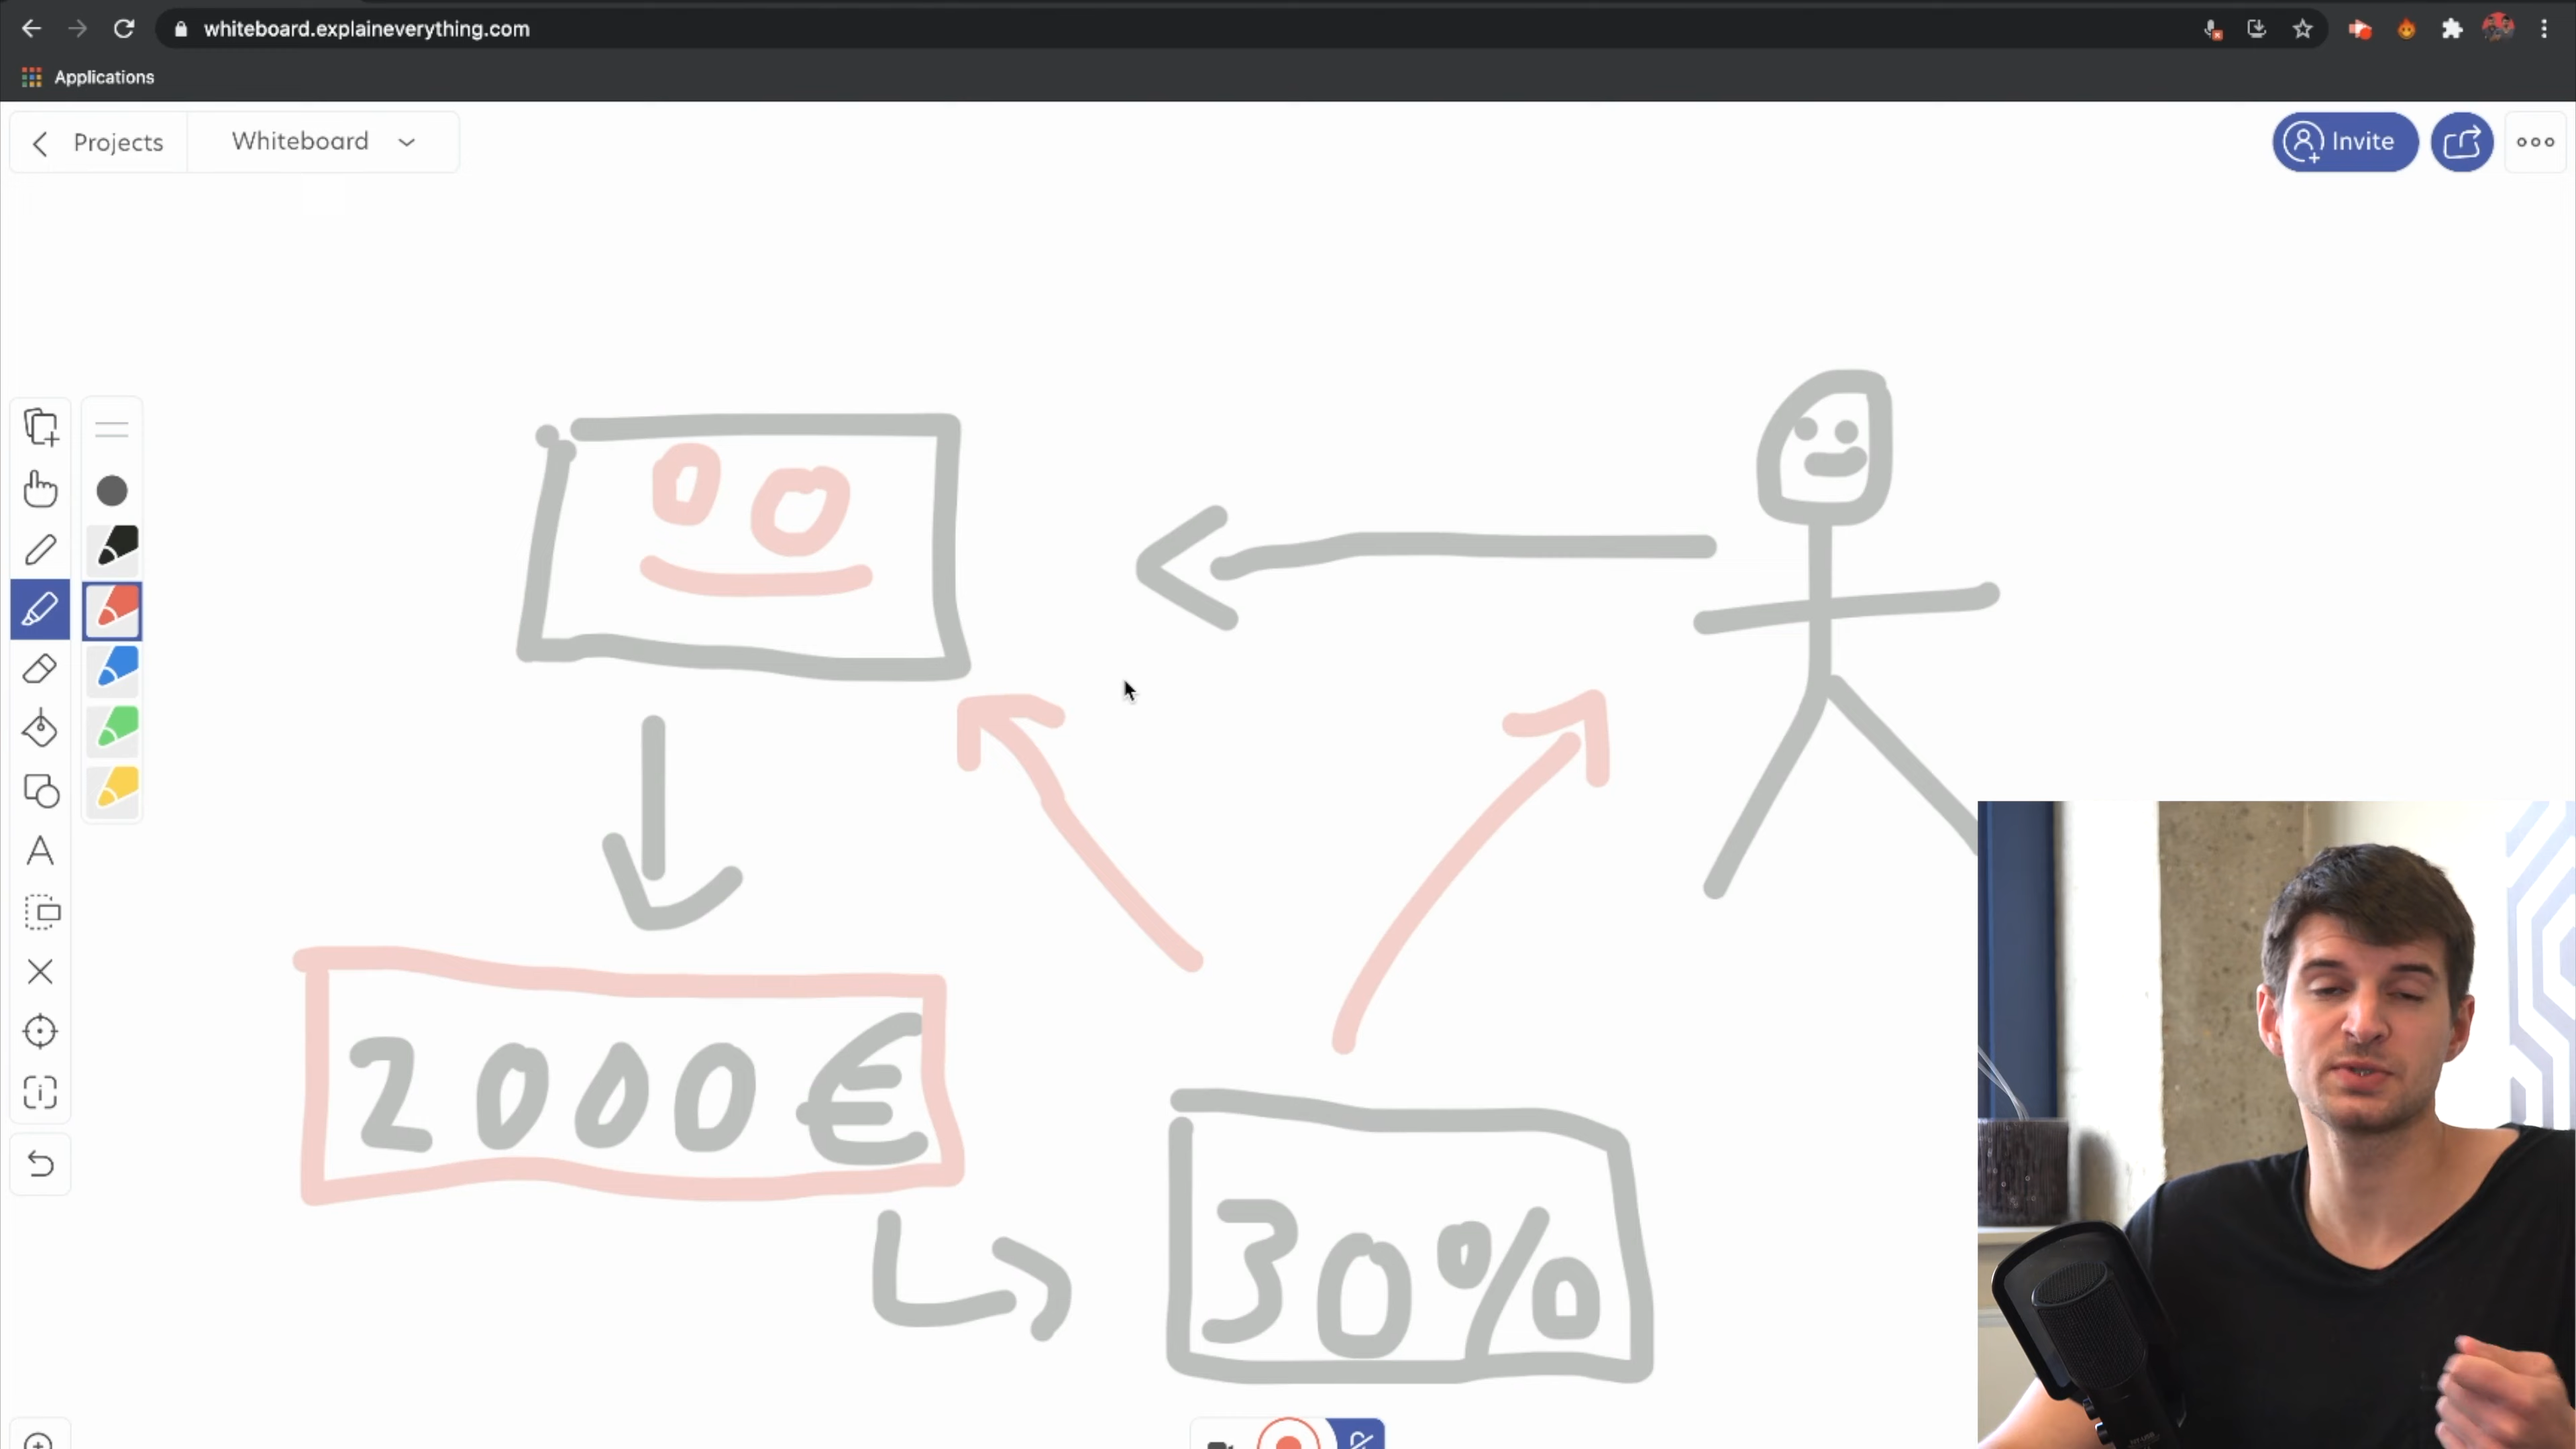 whiteboard.explaineverything.com
Applications
Projects
Whiteboard
Invite
2000€
30%